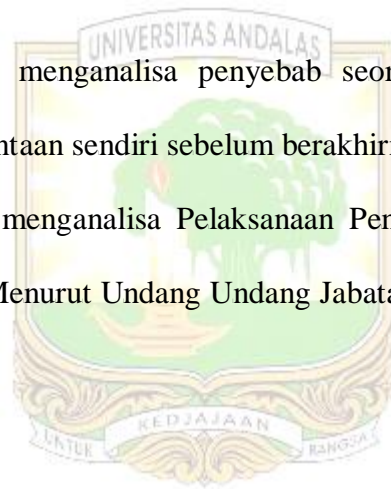 UNIVERSITAS ANDALAS
menganalisa penyebab seor
ntaan sendiri sebelum berakhir
menganalisa Pelaksanaan Pen
Menurut Undang Undang Jabata
KEDJAJAAN
UNTUK BANGSA